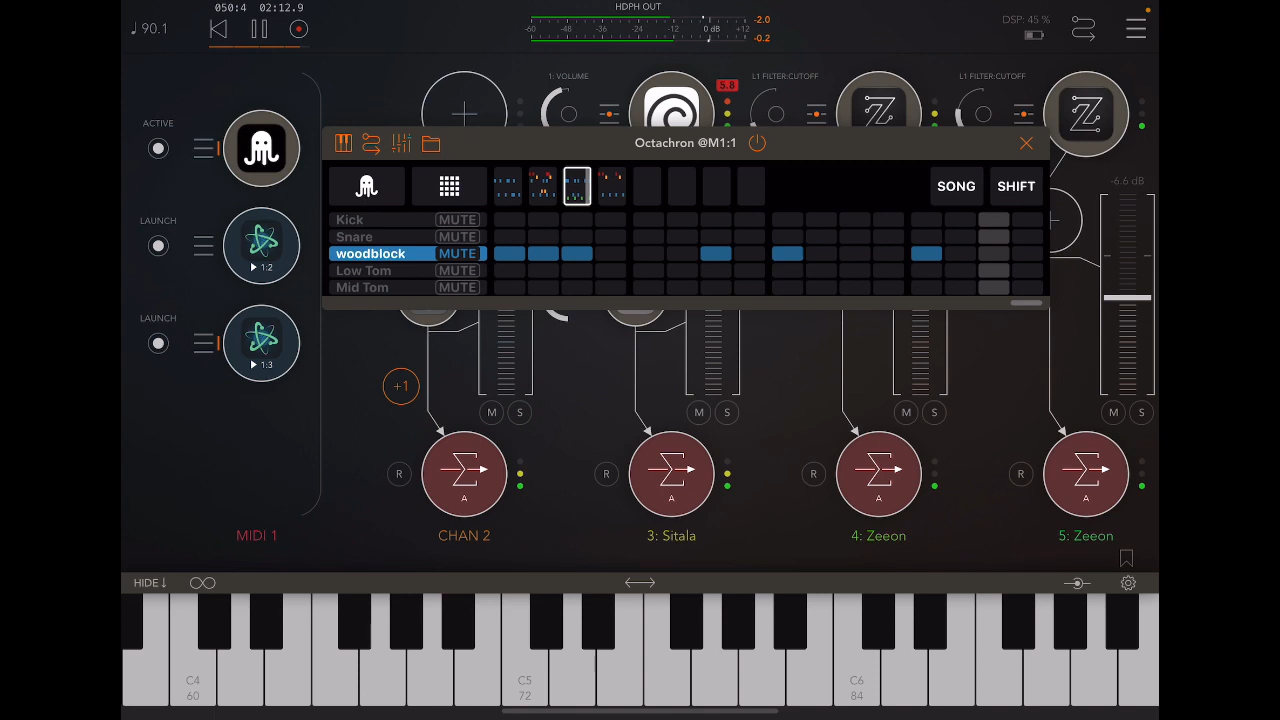 050:4 02:12.9
♩ 90.1
HDPH OUT
-60 -48 -36 -24 -12 0 dB +12
-2.0
-0.2
DSP: 45 %
1: VOLUME
L1 FILTER:CUTOFF
L1 FILTER:CUTOFF
5.8
ACTIVE
Octachron @M1:1
SONG
SHIFT
-6.6 dB
LAUNCH
1:2
Kick MUTE
Snare MUTE
woodblock MUTE
Low Tom MUTE
Mid Tom MUTE
LAUNCH
1:3
+1
M S
M S
M S
M S
R
A
R
A
R
A
R
A
MIDI 1
CHAN 2
3: Sitala
4: Zeeon
5: Zeeon
HIDE↓
C4
60
C5
72
C6
84